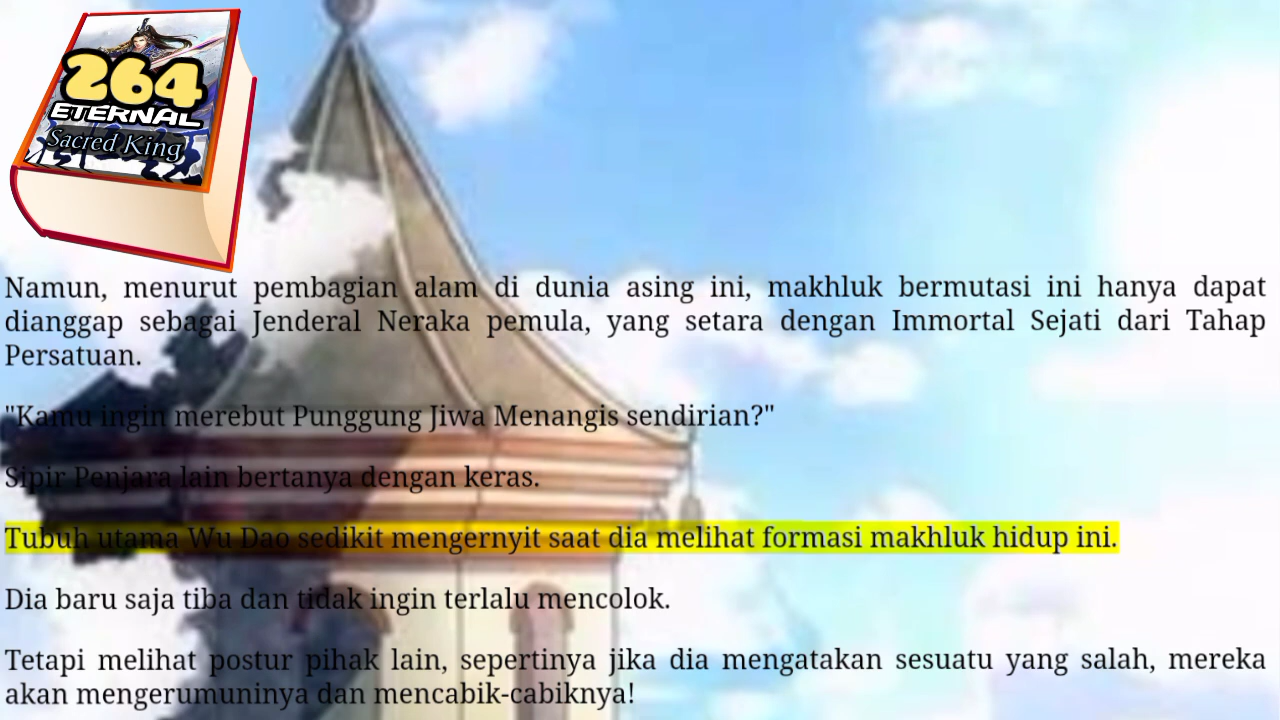 264
ETERNAL
Sacred King
Namun, menurut pembagian alam di dunia asing ini, makhluk bermutasi ini hanya dapat
dianggap sebagai Jenderal Neraka pemula, yang setara dengan Immortal Sejati dari Tahap
Persatuan.
"Kamu ingin merebut Punggung Jiwa Menangis sendirian?"
Sipir Penjara lain bertanya dengan keras.
Tubuh utama Wu Dao sedikit mengernyit saat dia melihat formasi makhluk hidup ini.
Dia baru saja tiba dan tidak ingin terlalu mencolok.
Tetapi melihat postur pihak lain, sepertinya jika dia mengatakan sesuatu yang salah, mereka
akan mengerumuninya dan mencabik-cabiknya!